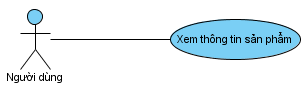 Xem thông tin sản phẩm
Người dùng